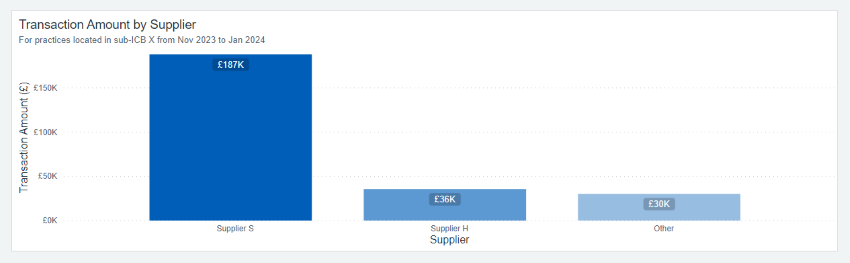 Transaction Amount by Supplier
For practices located in sub-ICB X from Nov 2023 to Jan 2024
Transaction Amount (£)
£150K
£100K
£50K
£0K
£187K
£36K
£30K
Supplier S
Supplier H
Other
Supplier